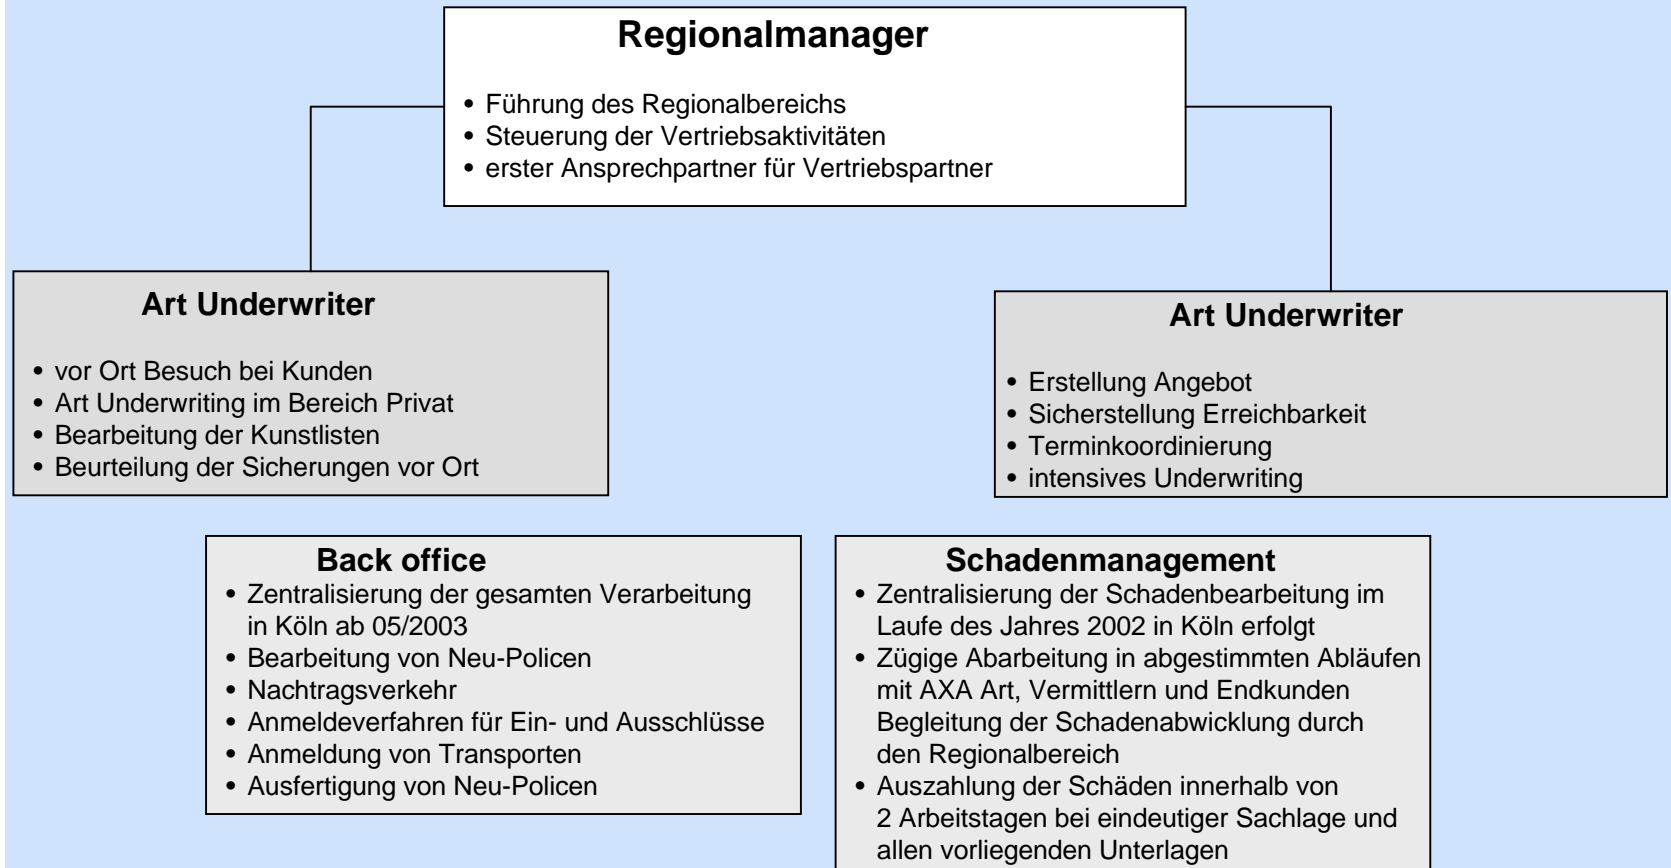 Regionalmanager
• Führung des Regionalbereichs
• Steuerung der Vertriebsaktivitäten
• erster Ansprechpartner für Vertriebspartner
Art Underwriter
• vor Ort Besuch bei Kunden
• Art Underwriting im Bereich Privat
• Bearbeitung der Kunstlisten
• Beurteilung der Sicherungen vor Ort
Art Underwriter
• Erstellung Angebot
• Sicherstellung Erreichbarkeit
• Terminkoordinierung
• intensives Underwriting
Back office
• Zentralisierung der gesamten Verarbeitung
in Köln ab 05/2003
• Bearbeitung von Neu-Policen
• Nachtragsverkehr
• Anmeldeverfahren für Ein- und Ausschlüsse
• Anmeldung von Transporten
• Ausfertigung von Neu-Policen
Schadenmanagement
• Zentralisierung der Schadenbearbeitung im
Laufe des Jahres 2002 in Köln erfolgt
• Zügige Abarbeitung in abgestimmten Abläufen
mit AXA Art, Vermittlern und Endkunden
Begleitung der Schadenabwicklung durch
den Regionalbereich
• Auszahlung der Schäden innerhalb von
2 Arbeitstagen bei eindeutiger Sachlage und
allen vorliegenden Unterlagen